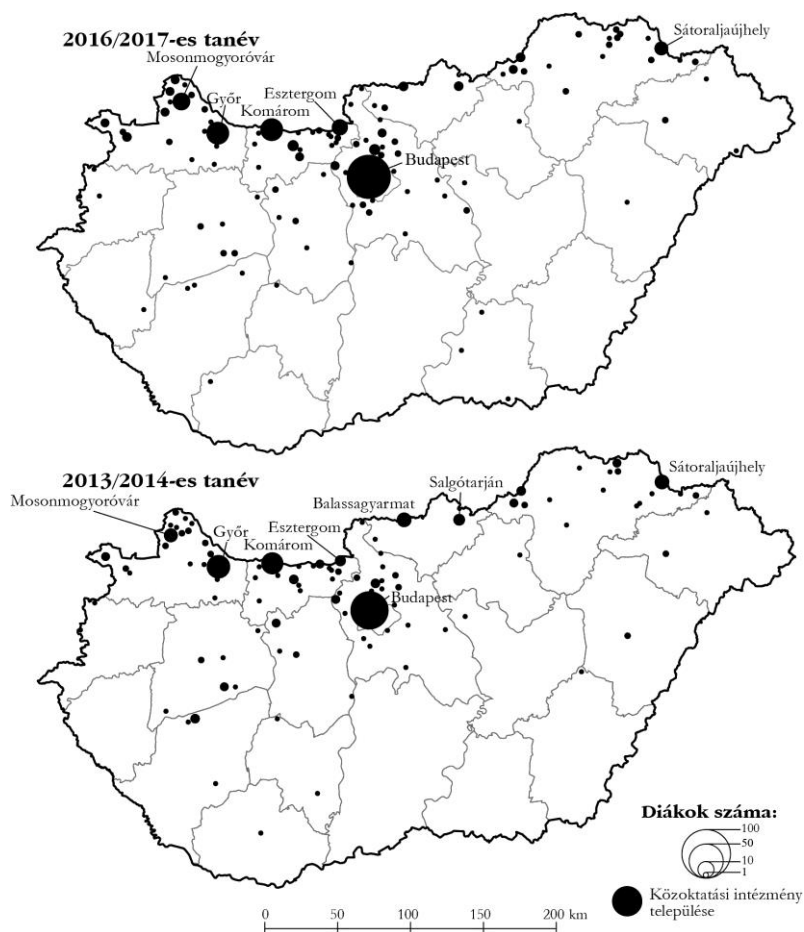 2016/2017-es tanév
Mosonmogyoróvár
Győr
Komárom
Esztergom
Budapest
Sátoraljaújhely
2013/2014-es tanév
Mosonmogyoróvár
Győr
Komárom
Esztergom
Balassagyarmat
Salgótarján
Sátoraljaújhely
Budapest
Diákok száma:
100
50
10
1
Közoktatási intézmény
települése
0 50 100 150 200 km